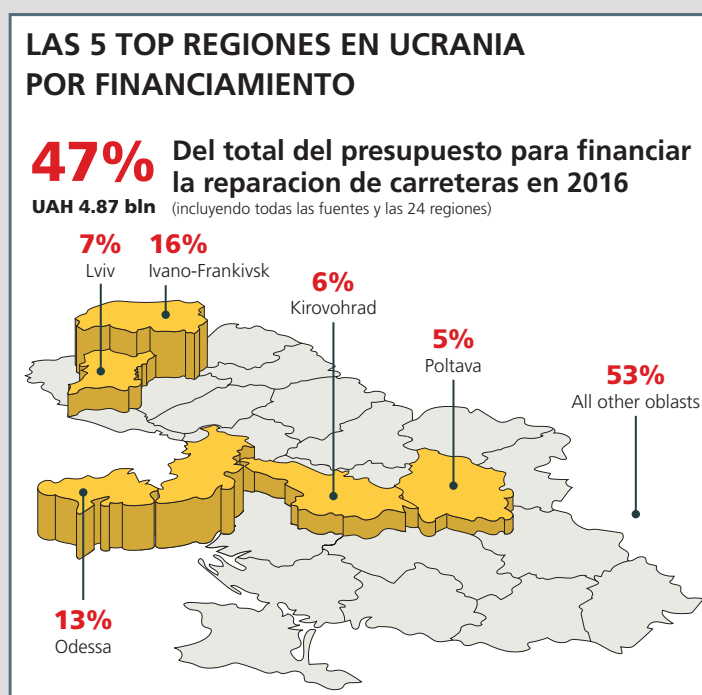 LAS 5 TOP REGIONES EN UCRANIA
POR FINANCIAMIENTO
47%
UAH 4.87 bln
Del total del presupuesto para financiar
la reparacion de carreteras en 2016
(incluyendo todas las fuentes y las 24 regiones)
7%
Lviv
16%
Ivano-Frankivsk
6%
Kirovohrad
5%
Poltava
53%
All other oblasts
13%
Odessa